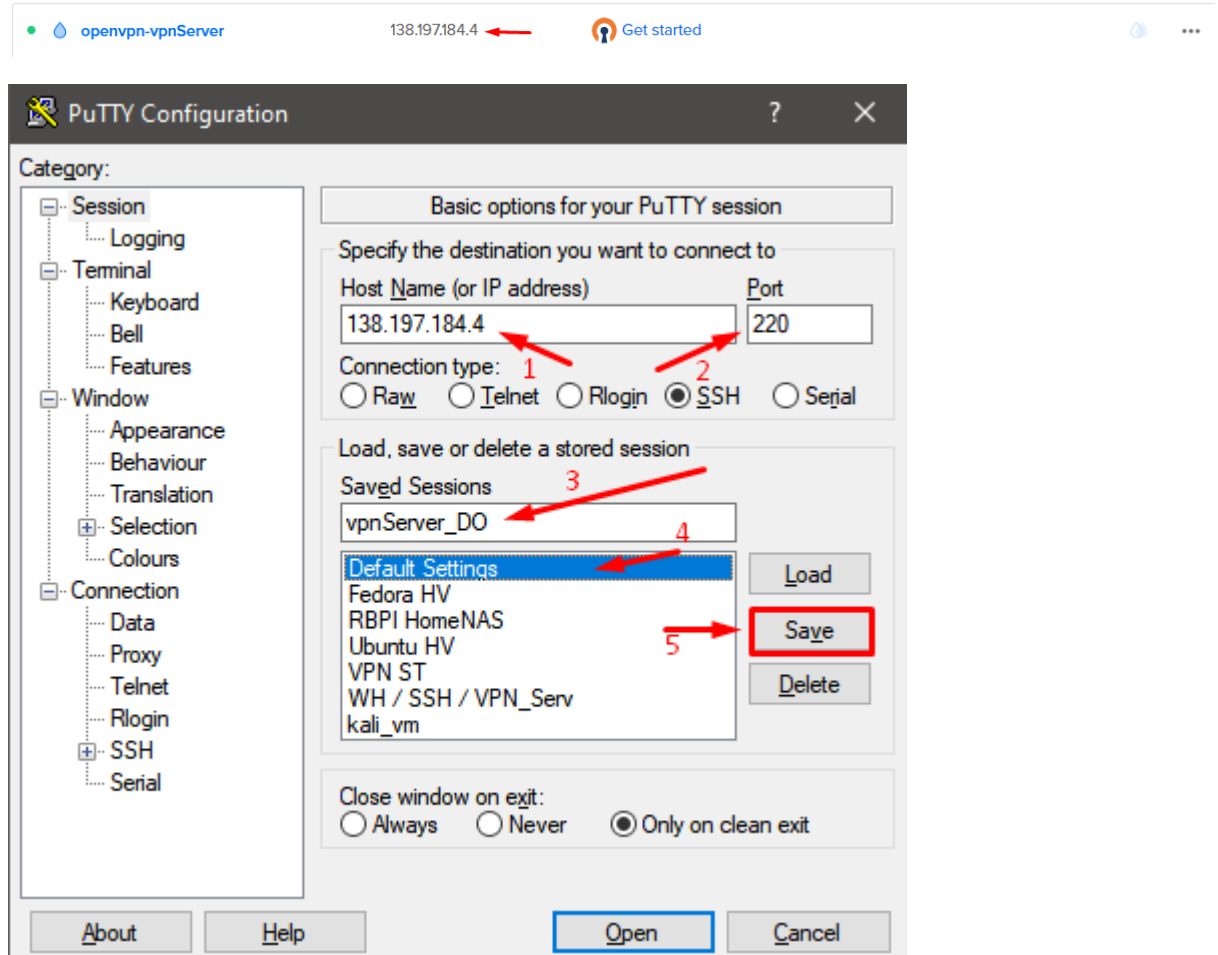 openvpn-vpnServer 138.197.184.4 Get started
PuTTY Configuration ? ×
Category:
Session
Logging
Terminal
Keyboard
Bell
Features
Window
Appearance
Behaviour
Translation
Selection
Colours
Connection
Data
Proxy
Telnet
Rlogin
SSH
Serial
Basic options for your PuTTY session
Specify the destination you want to connect to
Host Name (or IP address) Port
138.197.184.4 220
1 2
Connection type:
Raw Telnet Rlogin SSH Serial
Load, save or delete a stored session
Saved Sessions 3
vpnServer_DO
4
Default Settings
Fedora HV
RBPI HomeNAS
Ubuntu HV
VPN ST
WH / SSH / VPN_Serv
kali_vm
Load
5 Save
Delete
Close window on exit:
Always Never Only on clean exit
About Help Open Cancel